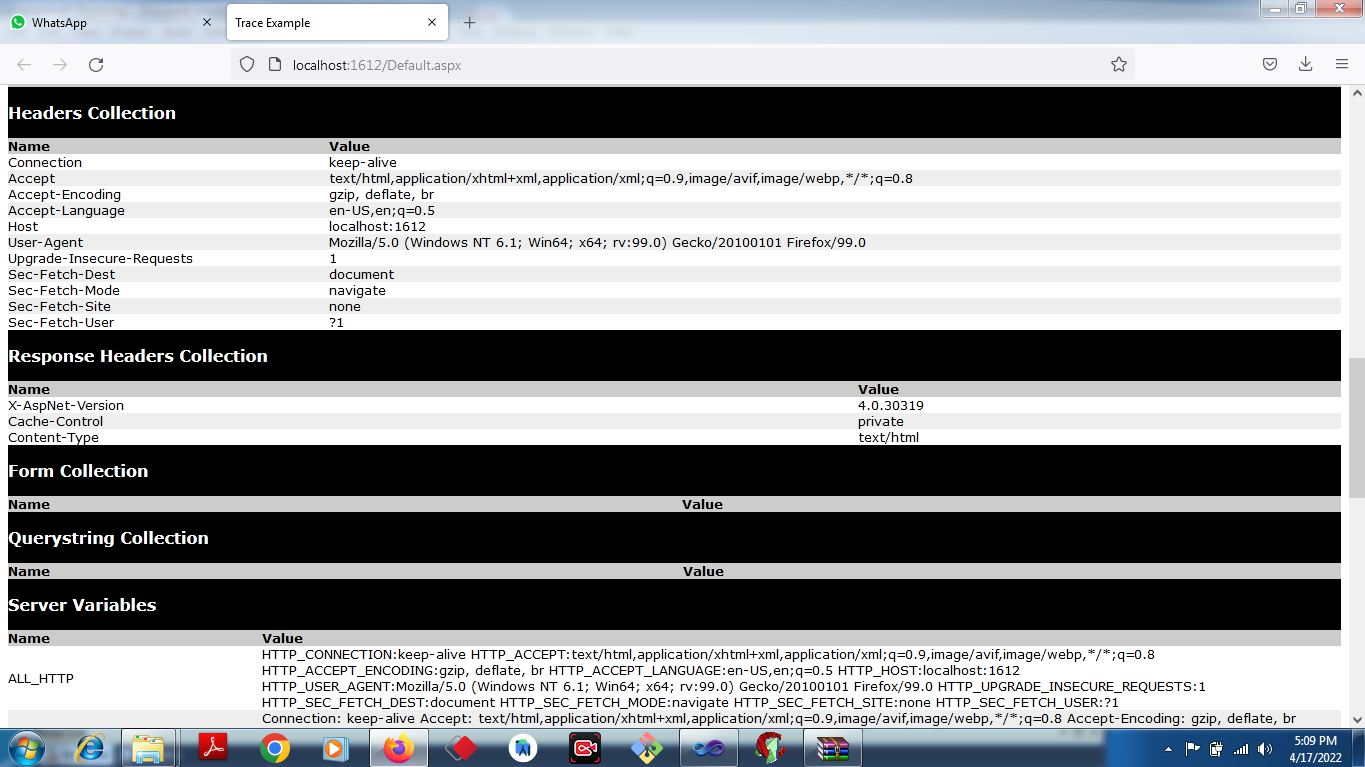 WhatsApp
Trace Example
localhost:1612/Default.aspx
Headers Collection
Name Value
Connection keep-alive
Accept text/html,application/xhtml+xml,application/xml;q=0.9,image/avif,image/webp,*/*;q=0.8
Accept-Encoding gzip, deflate, br
Accept-Language en-US,en;q=0.5
Host localhost:1612
User-Agent Mozilla/5.0 (Windows NT 6.1; Win64; x64; rv:99.0) Gecko/20100101 Firefox/99.0
Upgrade-Insecure-Requests 1
Sec-Fetch-Dest document
Sec-Fetch-Mode navigate
Sec-Fetch-Site none
Sec-Fetch-User ?1
Response Headers Collection
Name Value
X-AspNet-Version 4.0.30319
Cache-Control private
Content-Type text/html
Form Collection
Name Value
Querystring Collection
Name Value
Server Variables
Name Value
ALL_HTTP
HTTP_CONNECTION:keep-alive HTTP_ACCEPT:text/html,application/xhtml+xml,application/xml;q=0.9,image/avif,image/webp,*/*;q=0.8
HTTP_ACCEPT_ENCODING:gzip, deflate, br HTTP_ACCEPT_LANGUAGE:en-US,en;q=0.5 HTTP_HOST:localhost:1612
HTTP_USER_AGENT:Mozilla/5.0 (Windows NT 6.1; Win64; x64; rv:99.0) Gecko/20100101 Firefox/99.0 HTTP_UPGRADE_INSECURE_REQUESTS:1
HTTP_SEC_FETCH_DEST:document HTTP_SEC_FETCH_MODE:navigate HTTP_SEC_FETCH_SITE:none HTTP_SEC_FETCH_USER:?1
Connection: keep-alive Accept: text/html,application/xhtml+xml,application/xml;q=0.9,image/avif,image/webp,*/*;q=0.8 Accept-Encoding: gzip, deflate, br
5:09 PM
4/17/2022